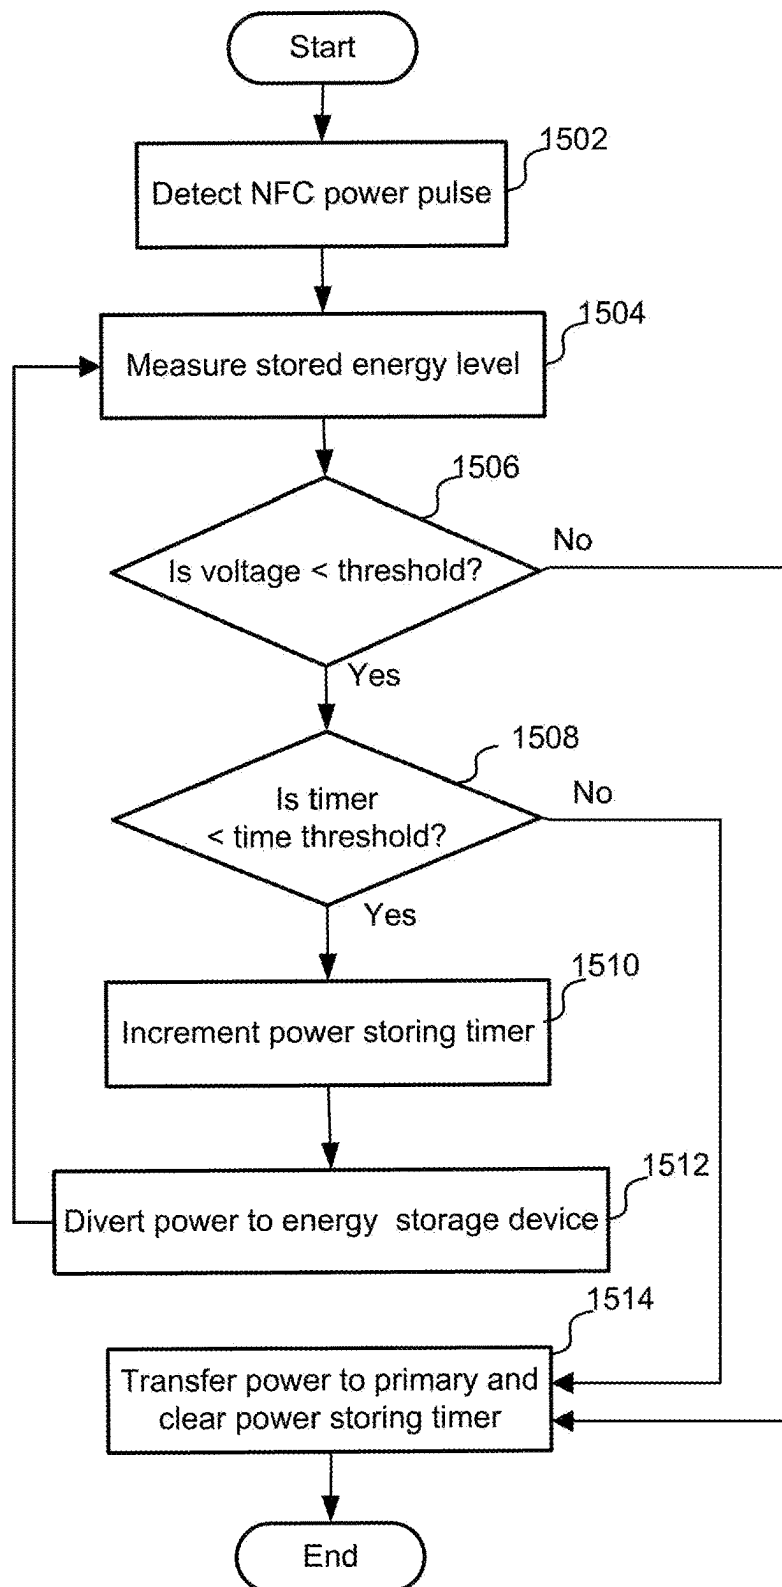 Start
1502
Detect NFC power pulse
1504
Measure stored energy level
1506
Is voltage < threshold?
No
Yes
1508
Is timer
< time threshold?
No
Yes
1510
Increment power storing timer
1512
Divert power to energy storage device
1514
Transfer power to primary and
clear power storing timer
End